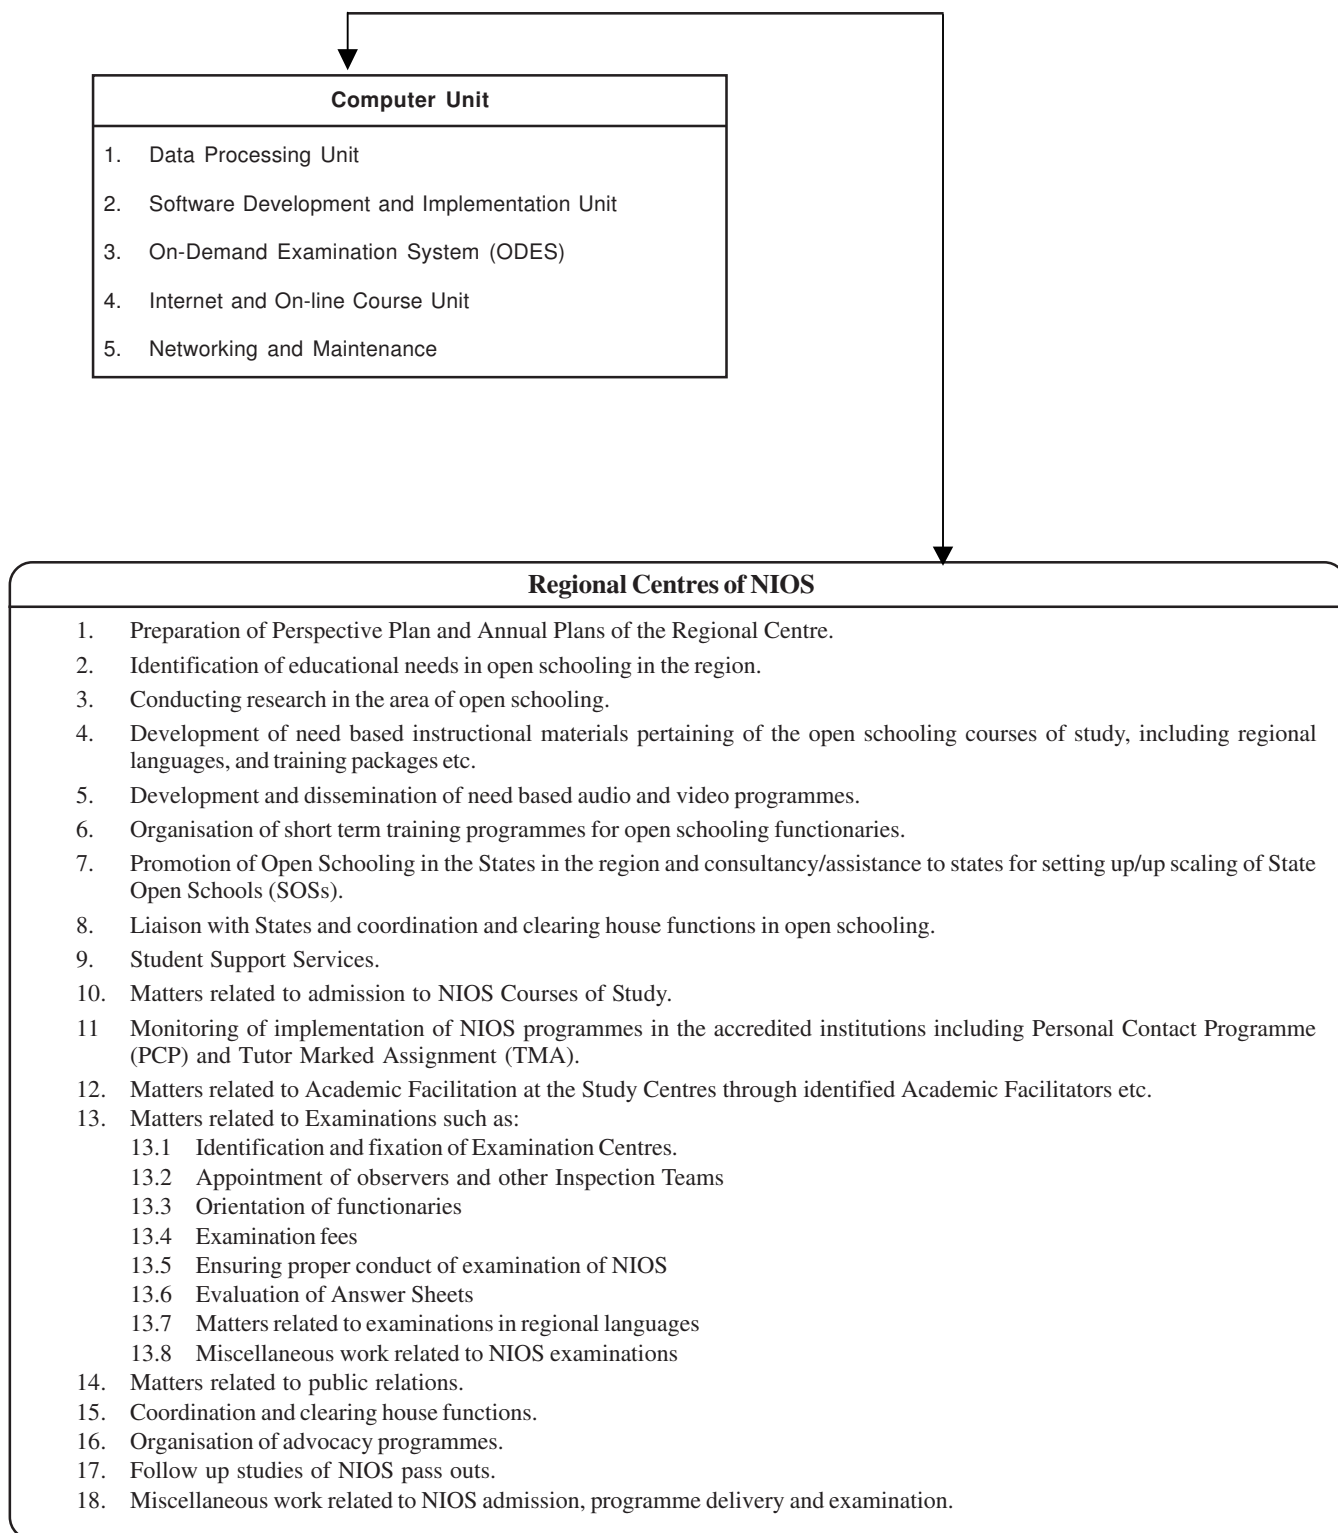 Computer Unit
1. Data Processing Unit
2. Software Development and Implementation Unit
3. On-Demand Examination System (ODES)
4. Internet and On-line Course Unit
5. Networking and Maintenance
Regional Centres of NIOS
1. Preparation of Perspective Plan and Annual Plans of the Regional Centre.
2. Identification of educational needs in open schooling in the region.
3. Conducting research in the area of open schooling.
4. Development of need based instructional materials pertaining of the open schooling courses of study, including regional
languages, and training packages etc.
5. Development and dissemination of need based audio and video programmes.
6. Organisation of short term training programmes for open schooling functionaries.
7. Promotion of Open Schooling in the States in the region and consultancy/assistance to states for setting up/up scaling of State
Open Schools (SOSs).
8. Liaison with States and coordination and clearing house functions in open schooling.
9. Student Support Services.
10. Matters related to admission to NIOS Courses of Study.
11 Monitoring of implementation of NIOS programmes in the accredited institutions including Personal Contact Programme
(PCP) and Tutor Marked Assignment (TMA).
12. Matters related to Academic Facilitation at the Study Centres through identified Academic Facilitators etc.
13. Matters related to Examinations such as:
13.1 Identification and fixation of Examination Centres.
13.2 Appointment of observers and other Inspection Teams
13.3 Orientation of functionaries
13.4 Examination fees
13.5 Ensuring proper conduct of examination of NIOS
13.6 Evaluation of Answer Sheets
13.7 Matters related to examinations in regional languages
13.8 Miscellaneous work related to NIOS examinations
14. Matters related to public relations.
15. Coordination and clearing house functions.
16. Organisation of advocacy programmes.
17. Follow up studies of NIOS pass outs.
18. Miscellaneous work related to NIOS admission, programme delivery and examination.